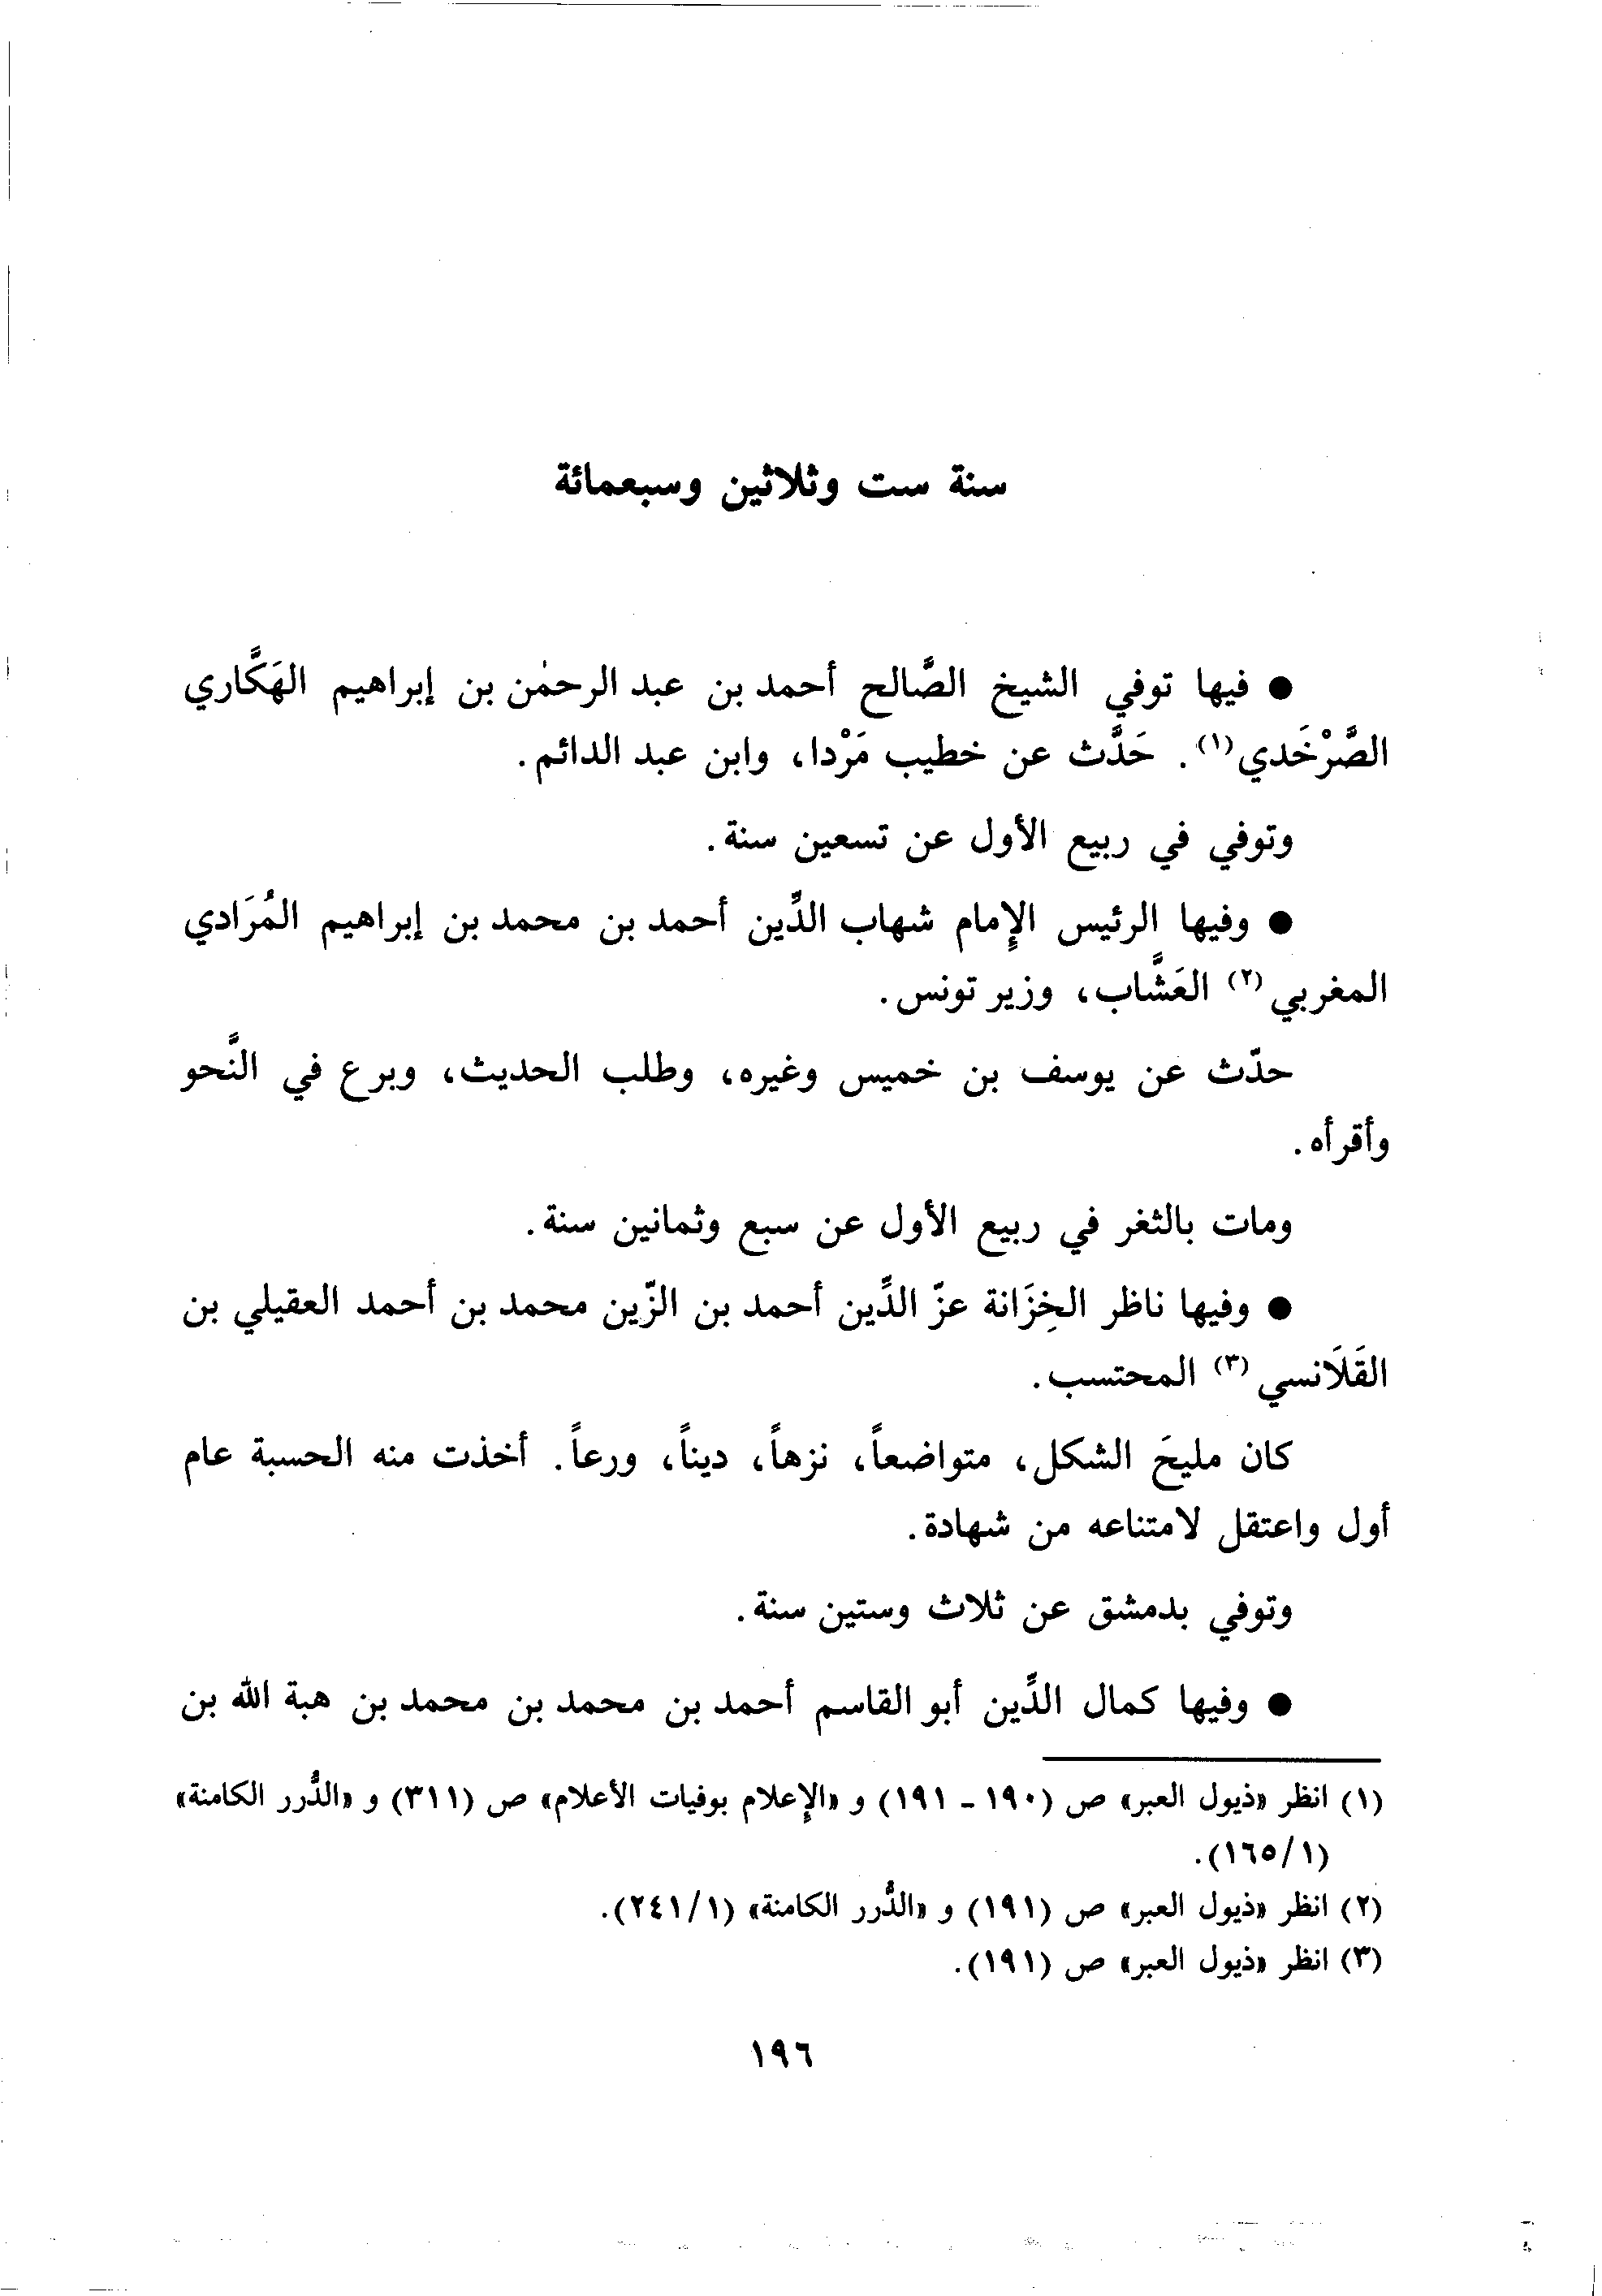 سنة ست وثلاثين وسبعمائة
● فيها توفي الشيخ الصَّالح أحمد بن عبد الرحمٰن بن إبراهيم الهَكَّاري
الصَّرْخَدي (١). حَدَّث عن خطيب مَرْدا، وابن عبد الدائم.
وتوفي في ربيع الأول عن تسعين سنة.
● وفيها الرئيس الإمام شهاب الدِّين أحمد بن محمد بن إبراهيم المُرَادي
المغربي (٢) العَشَّاب، وزير تونس.
حدّث عن يوسف بن خميس وغيره، وطلب الحديث، وبرع في النَّحو
وأقرأه.
ومات بالثغر في ربيع الأول عن سبع وثمانين سنة.
● وفيها ناظر الخِزَانة عزّ الدِّين أحمد بن الزّين محمد بن أحمد العقيلي بن
القَلَانسي (٣) المحتسب.
كان مليحَ الشكل، متواضعاً، نزهاً، ديناً، ورعاً. أخذت منه الحسبة عام
أول واعتقل لامتناعه من شهادة.
وتوفي بدمشق عن ثلاث وستين سنة.
● وفيها كمال الدِّين أبو القاسم أحمد بن محمد بن محمد بن هبة الله بن
(١) انظر «ذيول العبر» ص (١٩٠ - ١٩١) و «الإعلام بوفيات الأعلام» ص (٣١١) و «الدُّرر الكامنة»
(١/١٦٥).
(٢) انظر «ذيول العبر» ص (١٩١) و «الدُّرر الكامنة» (١/٢٤١).
(٣) انظر «ذيول العبر» ص (١٩١).
١٩٦